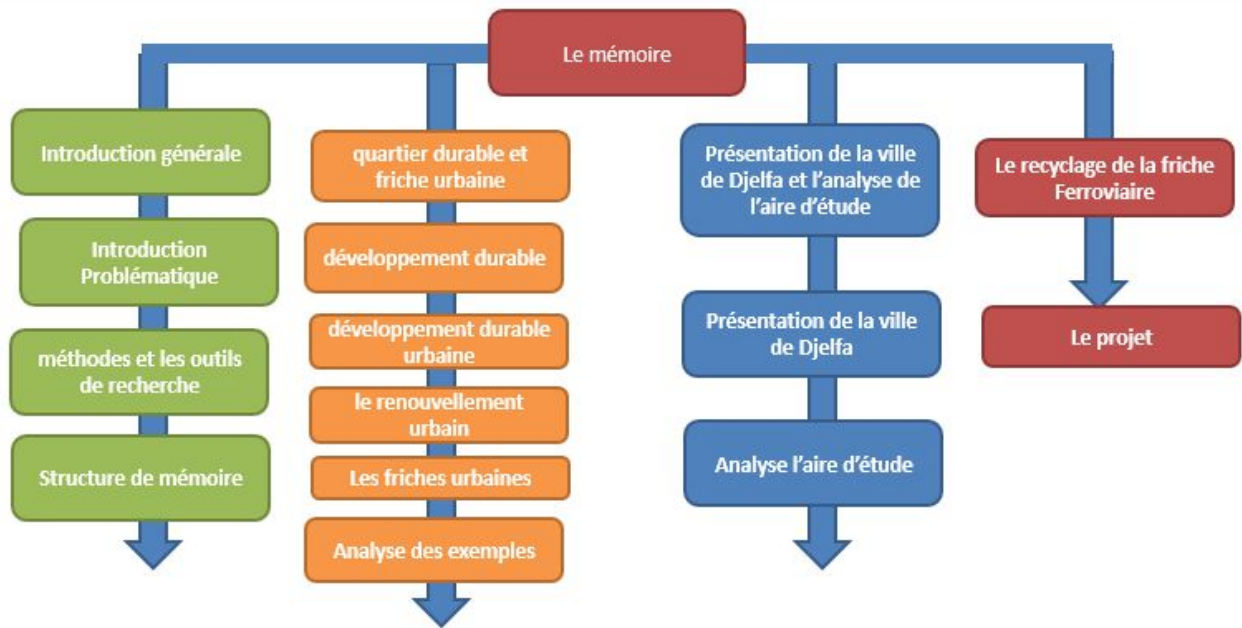 Le mémoire
Introduction générale
Introduction
Problématique
méthodes et les outils
de recherche
Structure de mémoire
quartier durable et
friche urbaine
développement durable
développement durable
urbaine
le renouvellement
urbain
Les friches urbaines
Analyse des exemples
Présentation de la ville
de Djelfa et l'analyse de
l'aire d'étude
Présentation de la ville
de Djelfa
Analyse l'aire d'étude
Le recyclage de la friche
Ferroviaire
Le projet